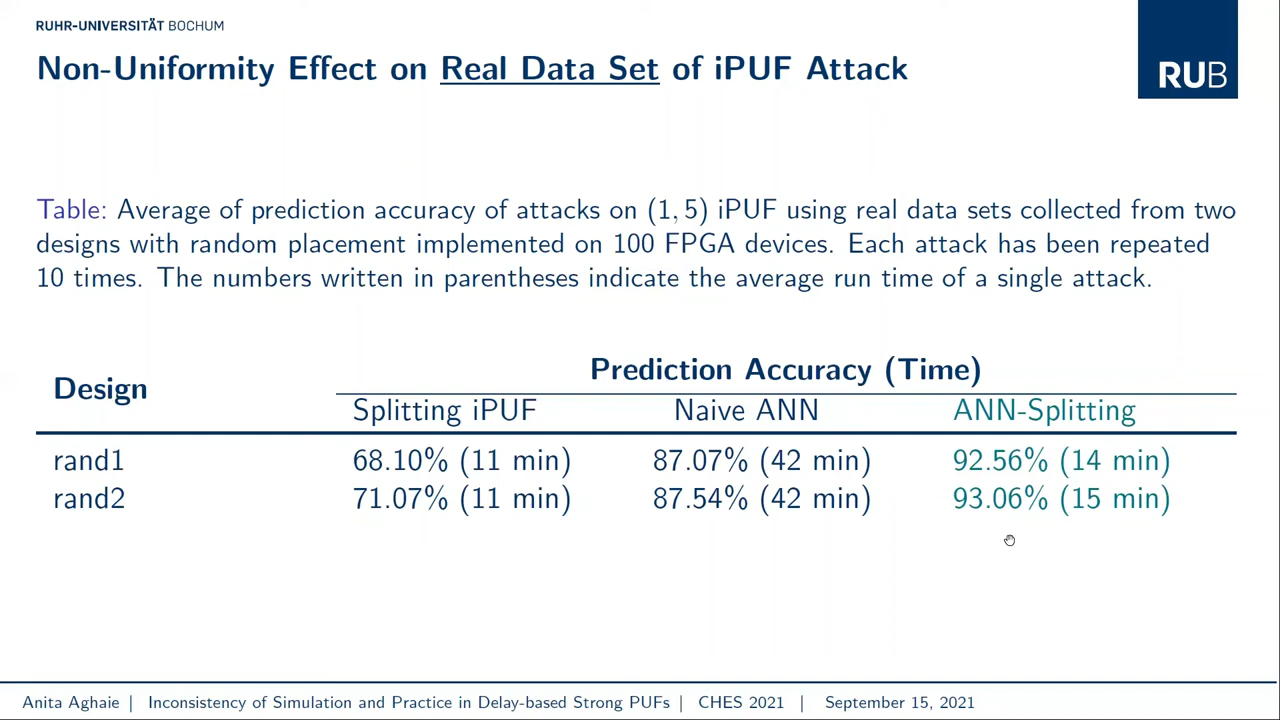 RUHR-UNIVERSITÄT BOCHUM
Non-Uniformity Effect on Real Data Set of iPUF Attack
RUB
Table: Average of prediction accuracy of attacks on (1, 5) iPUF using real data sets collected from two
designs with random placement implemented on 100 FPGA devices. Each attack has been repeated
10 times. The numbers written in parentheses indicate the average run time of a single attack.
Design
Prediction Accuracy (Time)
Splitting iPUF Naive ANN ANN-Splitting
rand1 68.10% (11 min) 87.07% (42 min) 92.56% (14 min)
rand2 71.07% (11 min) 87.54% (42 min) 93.06% (15 min)
Anita Aghaie | Inconsistency of Simulation and Practice in Delay-based Strong PUFs | CHES 2021 | September 15, 2021